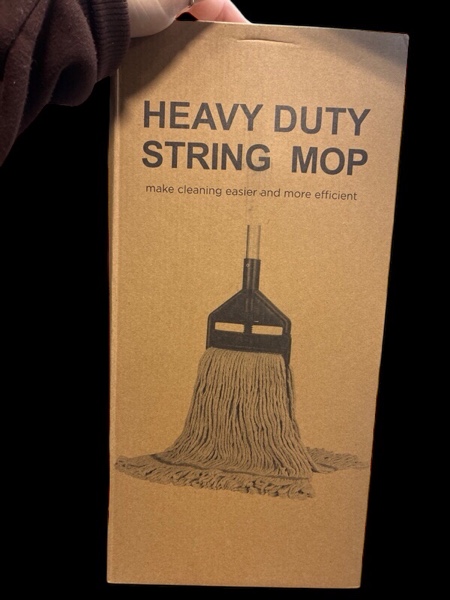 HEAVY DUTY
STRING MOP
make cleaning easier and more efficient